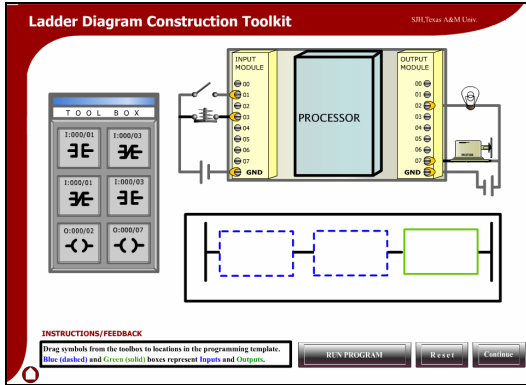 Ladder Diagram Construction Toolkit
SJH,Texas A&M Univ.
INPUT
MODULE
00
01
02
03
04
05
06
07
GND
PROCESSOR
OUTPUT
MODULE
00
01
02
03
04
05
06
07
GND
MOTOR
TOOL BOX
I:000/01
I:000/03
I:000/01
I:000/03
O:000/02
O:000/07
INSTRUCTIONS/FEEDBACK
Drag symbols from the toolbox to locations in the programming template.
Blue (dashed) and Green (solid) boxes represent Inputs and Outputs.
RUN PROGRAM
Reset
Continue